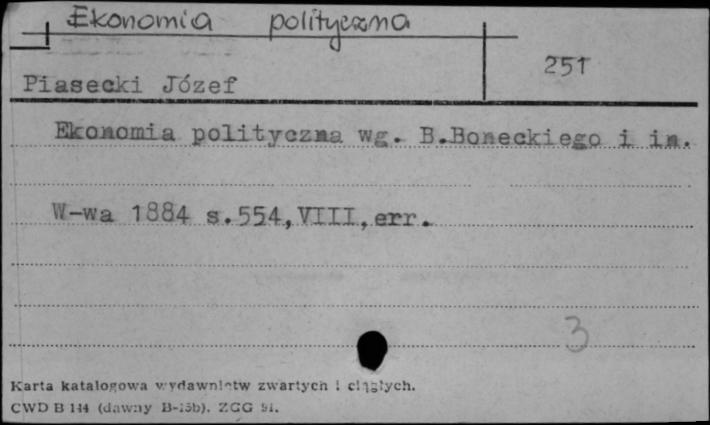 Ekonomia polityczna
251
Piasecki Józef
Ekonomia polityczna wg. B.Boneckiego i in.
W-wa 1884 s.554,VIII,err.
3
Karta katalogowa wydawnictw zwartych i ciągłych.
CWD B 144 (dawny B-15b). ZGG